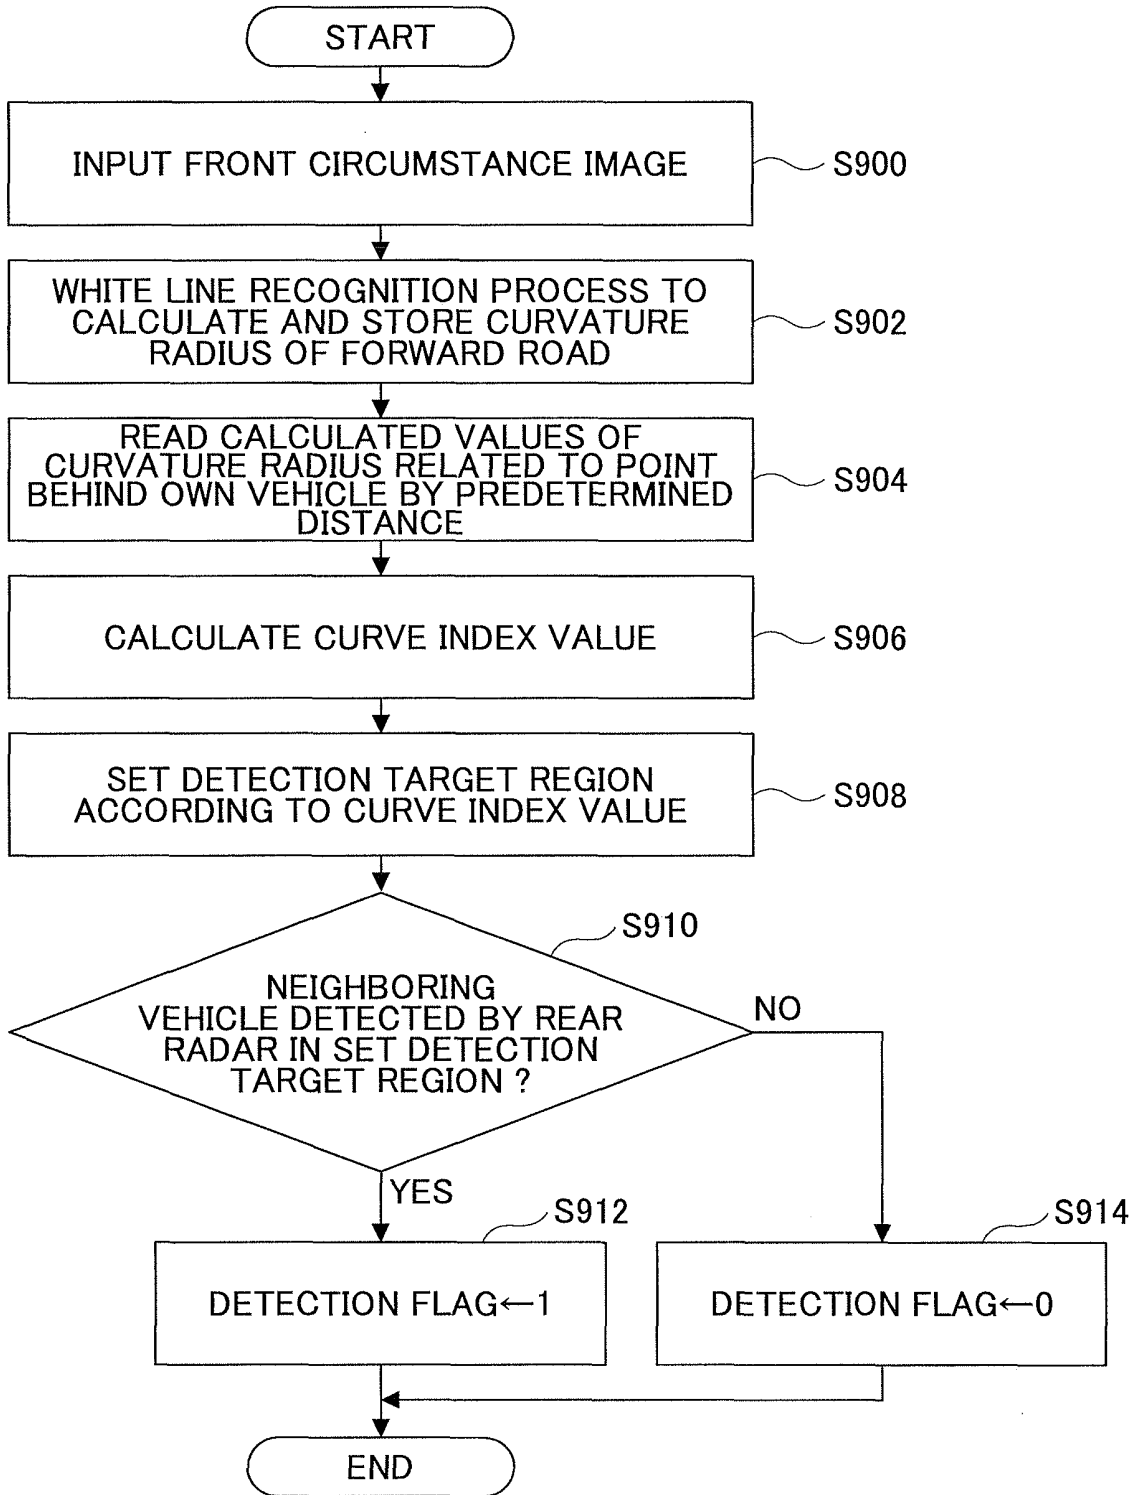 START
INPUT FRONT CIRCUMSTANCE IMAGE
S900
WHITE LINE RECOGNITION PROCESS TO
CALCULATE AND STORE CURVATURE
RADIUS OF FORWARD ROAD
S902
READ CALCULATED VALUES OF
CURVATURE RADIUS RELATED TO POINT
BEHIND OWN VEHICLE BY PREDETERMINED
DISTANCE
S904
CALCULATE CURVE INDEX VALUE
S906
SET DETECTION TARGET REGION
ACCORDING TO CURVE INDEX VALUE
S908
S910
NEIGHBORING
VEHICLE DETECTED BY REAR
RADAR IN SET DETECTION
TARGET REGION ?
NO
YES
S912
DETECTION FLAG←1
S914
DETECTION FLAG←0
END